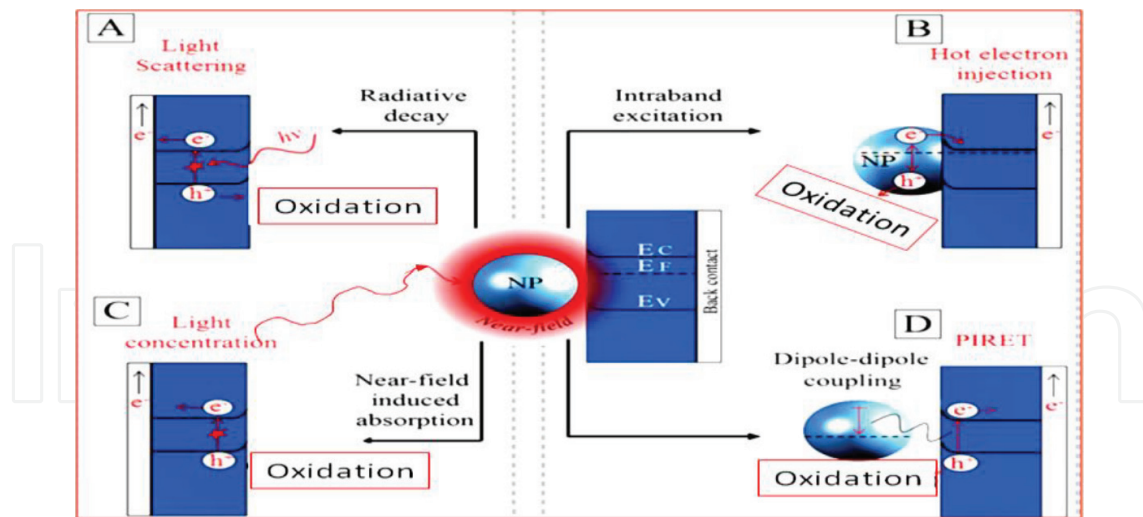 A
Light
Scattering
Radiative
decay
hν
e-
e-
h+
Oxidation
B
Hot electron
injection
Intraband
excitation
e-
NP
h+
e-
Oxidation
NP
Near-field
EC
EF
EV
Back contact
C
Light
concentration
Near-field
induced
absorption
e-
e-
h+
Oxidation
D
PIRET
Dipole-dipole
coupling
e-
e-
h+
Oxidation